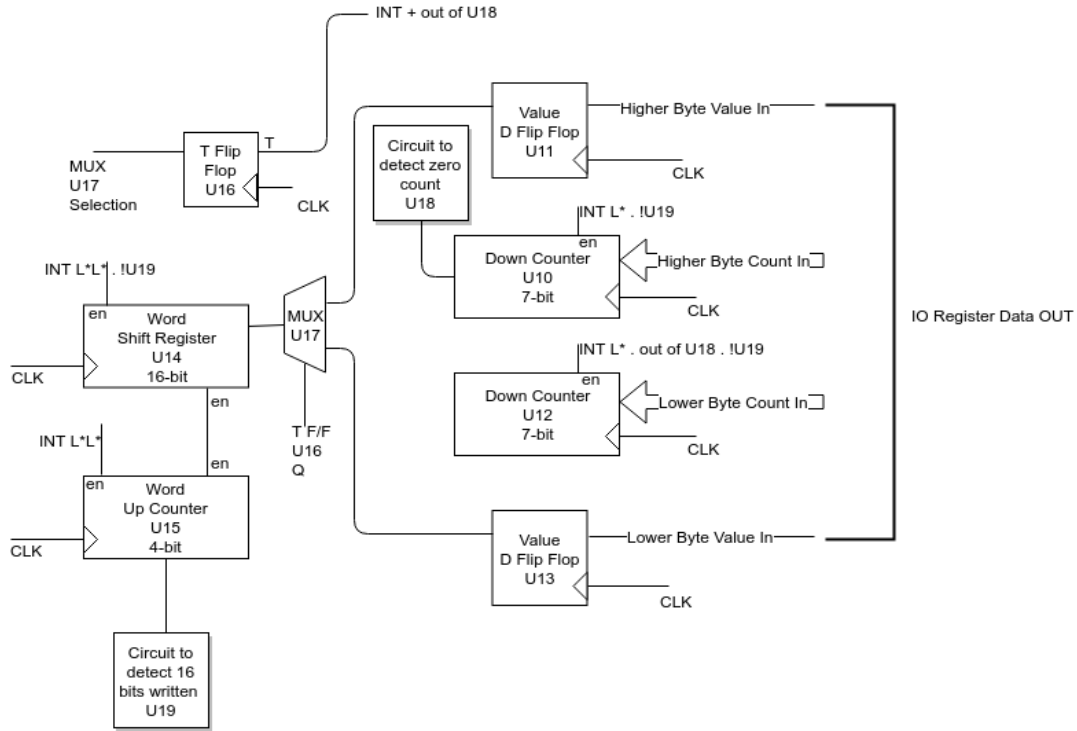 INT + out of U18
T Flip
Flop
U16
T
MUX
U17
Selection
CLK
Value
D Flip Flop
U11
Higher Byte Value In
CLK
Circuit to
detect zero
count
U18
INT L* . !U19
en
Down Counter
U10
7-bit
Higher Byte Count In
CLK
INT L*L* . !U19
en
Word
Shift Register
U14
16-bit
CLK
en
MUX
U17
T F/F
U16
Q
IO Register Data OUT
INT L* . out of U18 . !U19
en
Down Counter
U12
7-bit
Lower Byte Count In
CLK
INT L*L*
en
en
Word
Up Counter
U15
4-bit
CLK
Value
D Flip Flop
U13
Lower Byte Value In
CLK
Circuit to
detect 16
bits written
U19